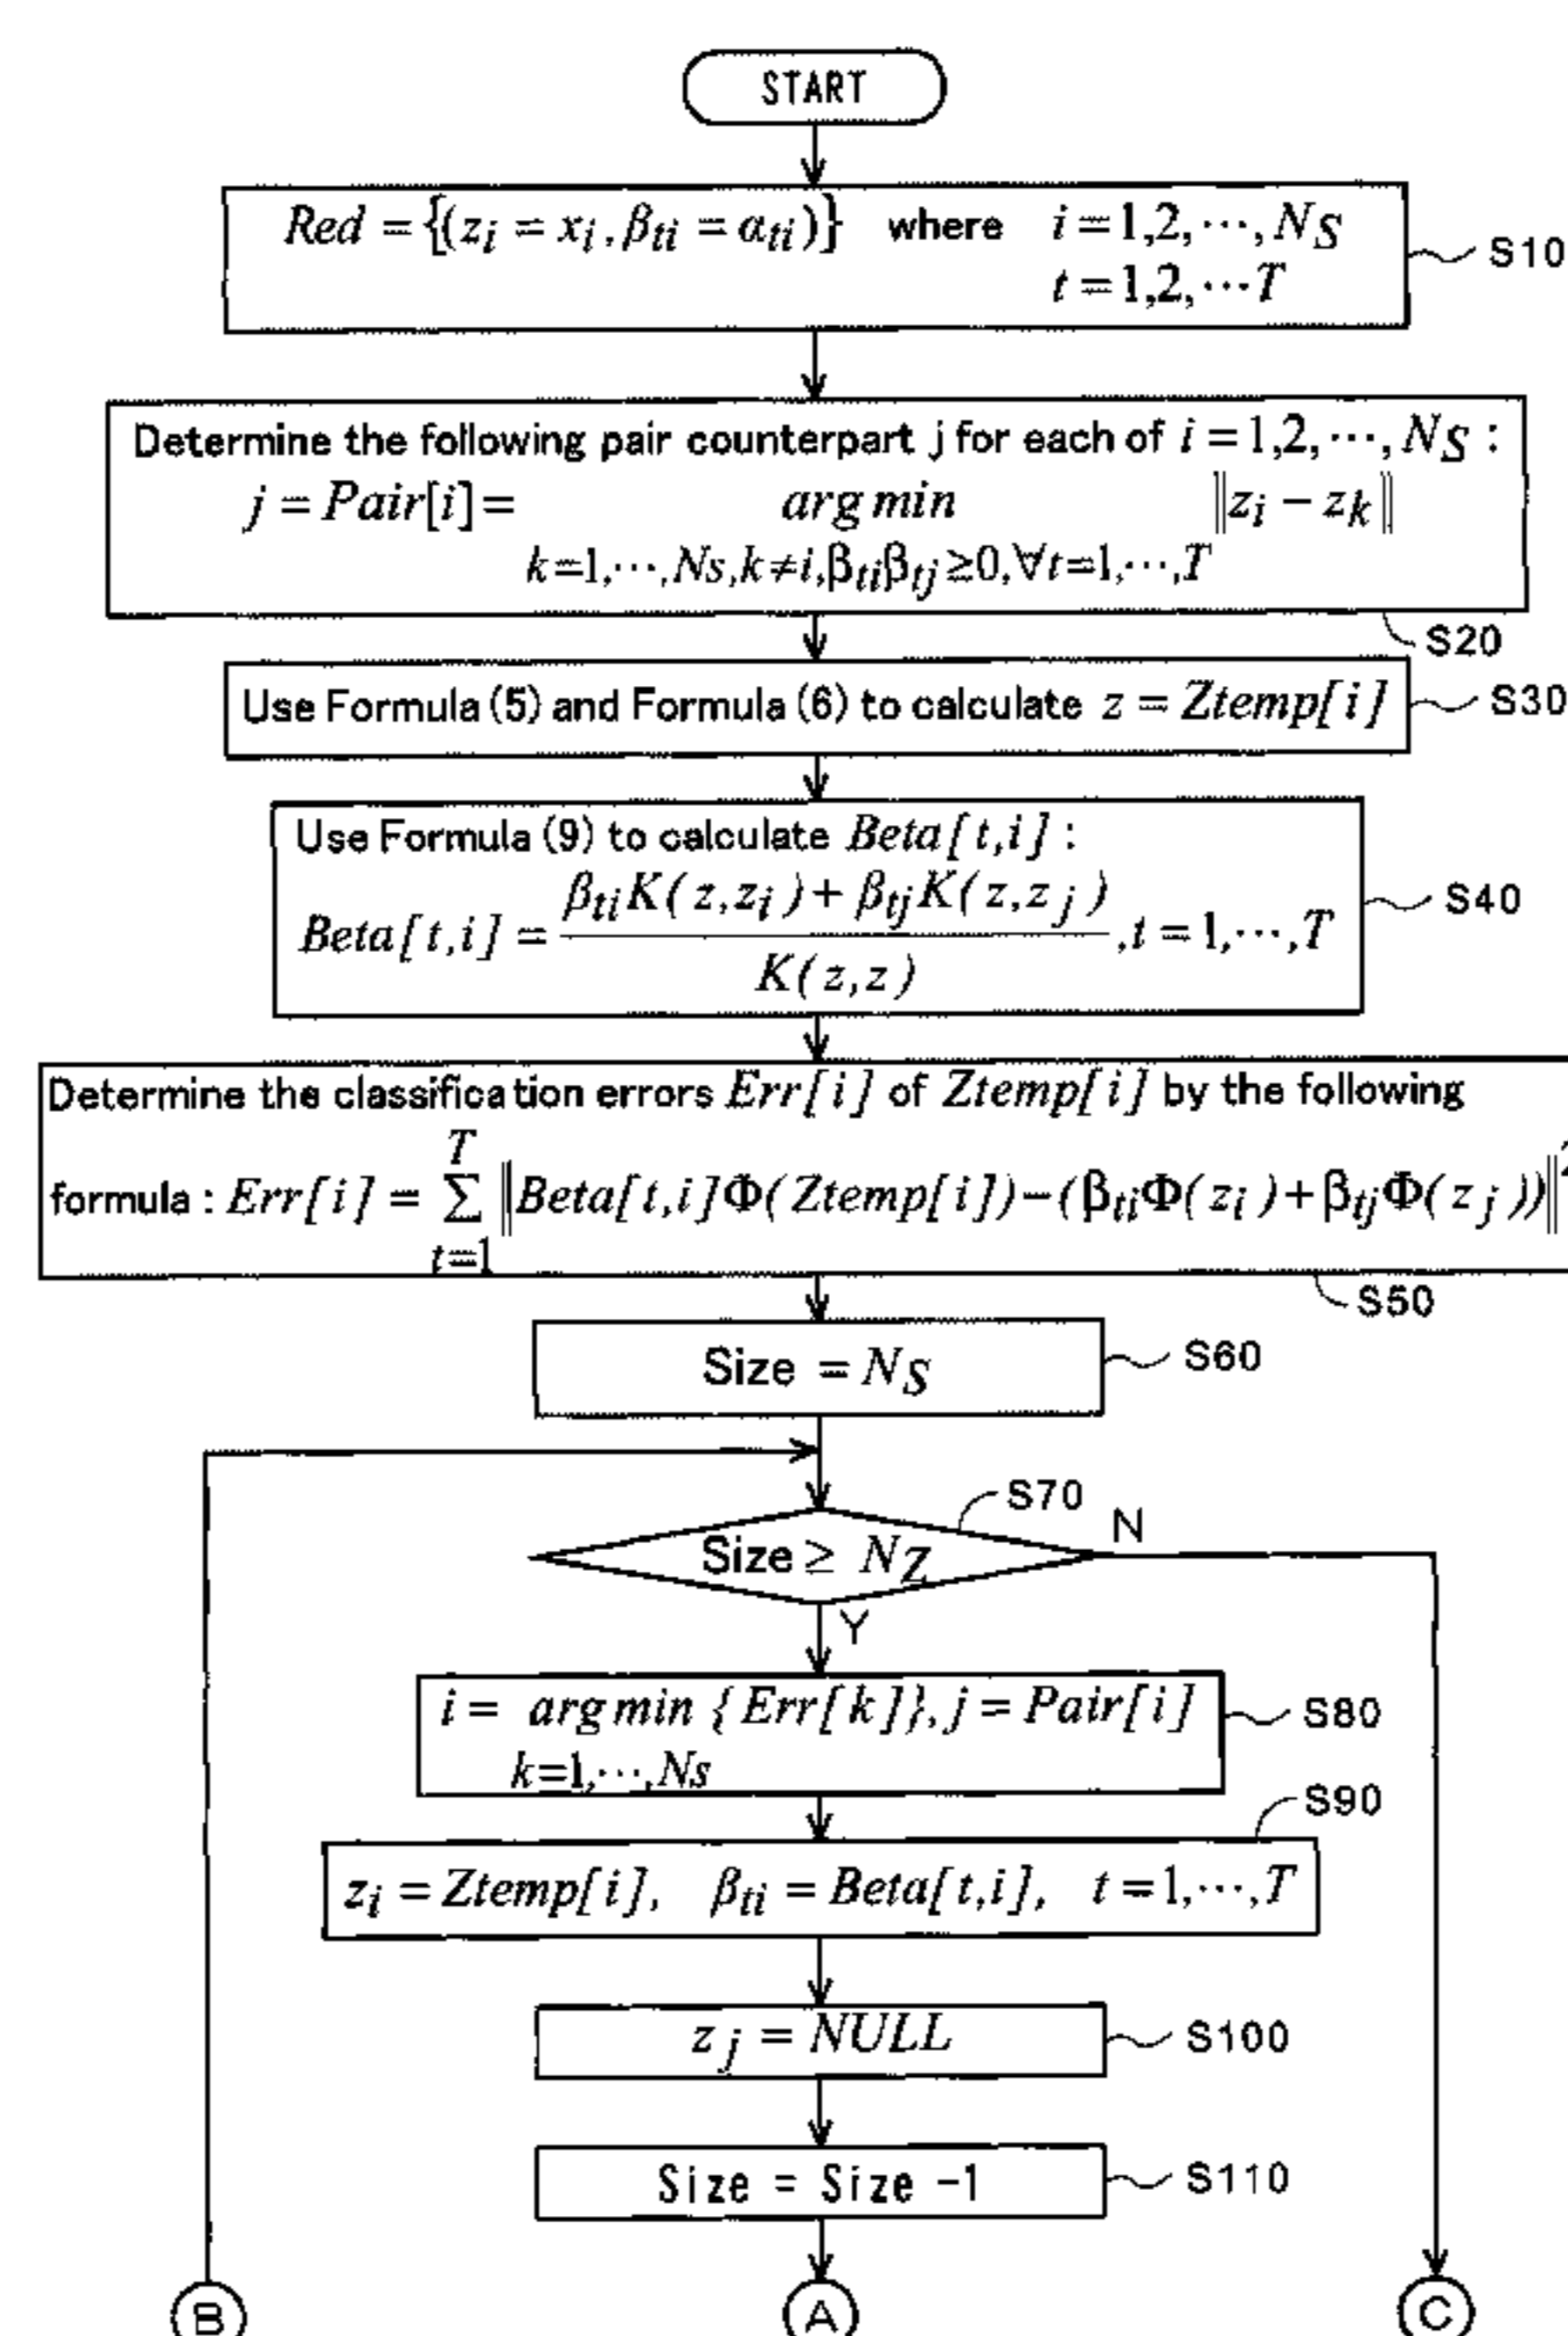 START
Red = {(z_i = x_i, β_ti = α_ti)} where i = 1,2,⋯,N_S
t = 1,2,⋯T
S10
Determine the following pair counterpart j for each of i = 1,2,⋯,N_S :
j = Pair[i] = arg min ‖z_i − z_k‖
k=1,⋯,Ns,k≠i,β_tiβ_tj≥0,∀t=1,⋯,T
S20
Use Formula (5) and Formula (6) to calculate z = Ztemp[i]
S30
Use Formula (9) to calculate Beta[t,i] :
Beta[t,i] = (β_ti K(z,z_i) + β_tj K(z,z_j)) / K(z,z) ,t = 1,⋯,T
S40
Determine the classification errors Err[i] of Ztemp[i] by the following
formula : Err[i] = ∑_{t=1}^{T} ‖Beta[t,i]Φ(Ztemp[i])−(β_tiΦ(z_i)+β_tjΦ(z_j))‖²
S50
Size = N_S
S60
S70
Size ≥ N_Z
N
Y
i = arg min {Err[k]}, j = Pair[i]
k=1,⋯,Ns
S80
S90
z_i = Ztemp[i], β_ti = Beta[t,i], t = 1,⋯,T
z_j = NULL
S100
Size = Size -1
S110
B
A
C